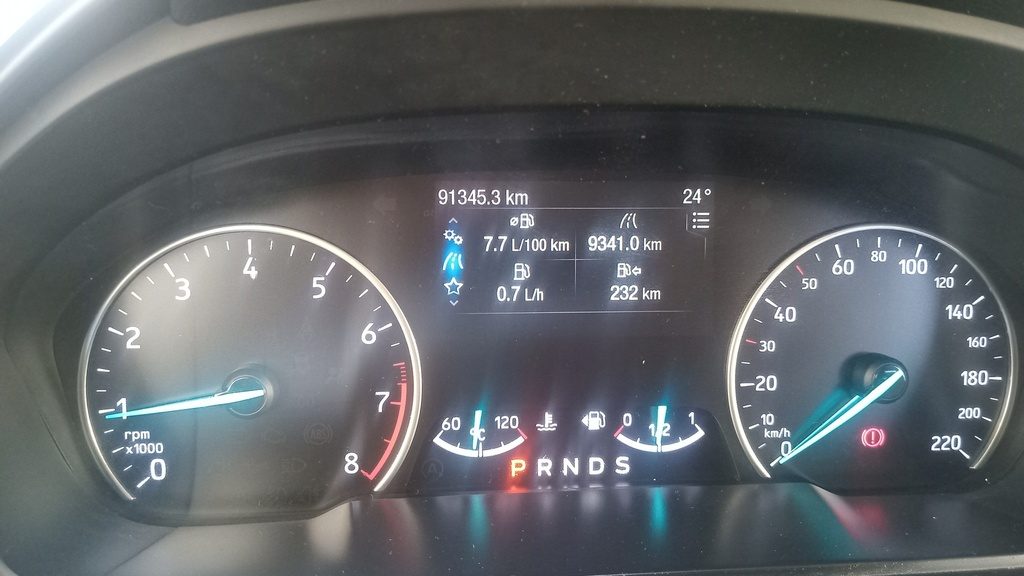 91345.3 km 24°
7.7 L/100 km 9341.0 km
0.7 L/h 232 km
0 1 2 3 4 5 6 7 8
rpm
x1000
60 °C 120
0 1/2 1
P R N D S
0 10 20 30 40 50 60 80 100 120 140 160 180 200 220
km/h